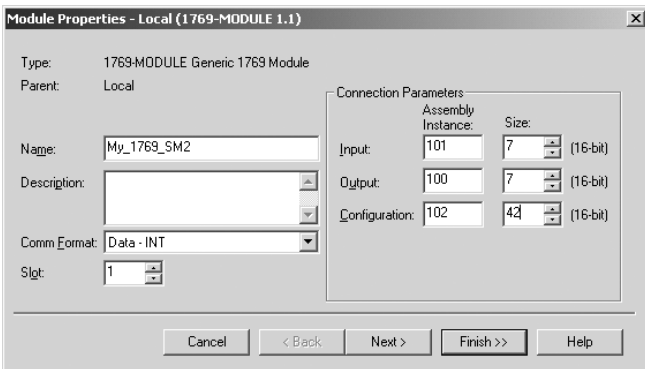 Module Properties - Local (1769-MODULE 1.1)
Type: 1769-MODULE Generic 1769 Module
Parent: Local
Connection Parameters
Assembly Instance:
Size:
Name: My_1769_SM2
Input: 101 7 (16-bit)
Description:
Output: 100 7 (16-bit)
Configuration: 102 42 (16-bit)
Comm Format: Data - INT
Slot: 1
Cancel < Back Next > Finish >> Help